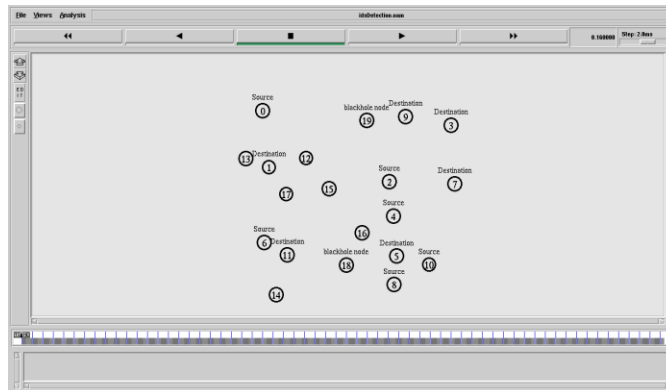 idsDetection.nam
File Views Analysis
0.160000 Step: 2.0ms
Source
0
blackhole node
19
Destination
9
Destination
3
13
Destination
1
12
17
15
Source
2
Destination
7
Source
4
Source
6
Destination
11
16
blackhole node
18
Destination
5
Source
10
8
Source
14